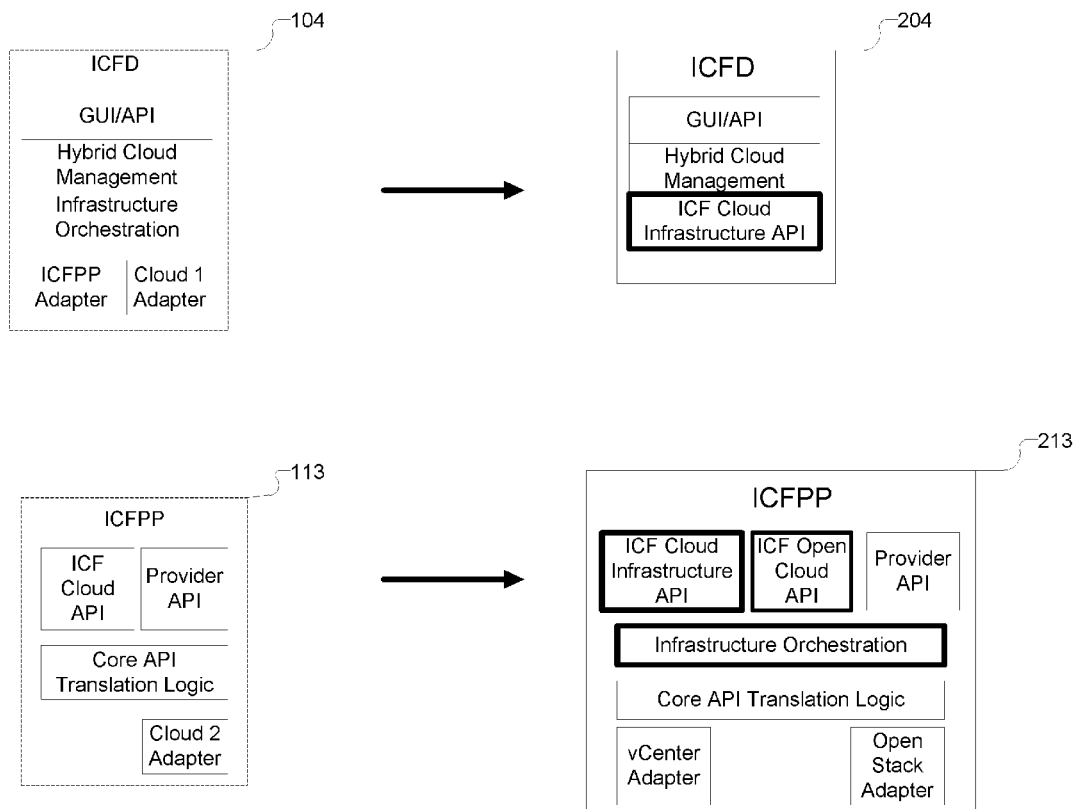 104
ICFD
GUI/API
Hybrid Cloud
Management
Infrastructure
Orchestration
ICFPP
Adapter
Cloud 1
Adapter
204
ICFD
GUI/API
Hybrid Cloud
Management
ICF Cloud
Infrastructure API
113
ICFPP
ICF
Cloud
API
Provider
API
Core API
Translation Logic
Cloud 2
Adapter
213
ICFPP
ICF Cloud
Infrastructure
API
ICF Open
Cloud
API
Provider
API
Infrastructure Orchestration
Core API Translation Logic
vCenter
Adapter
Open
Stack
Adapter